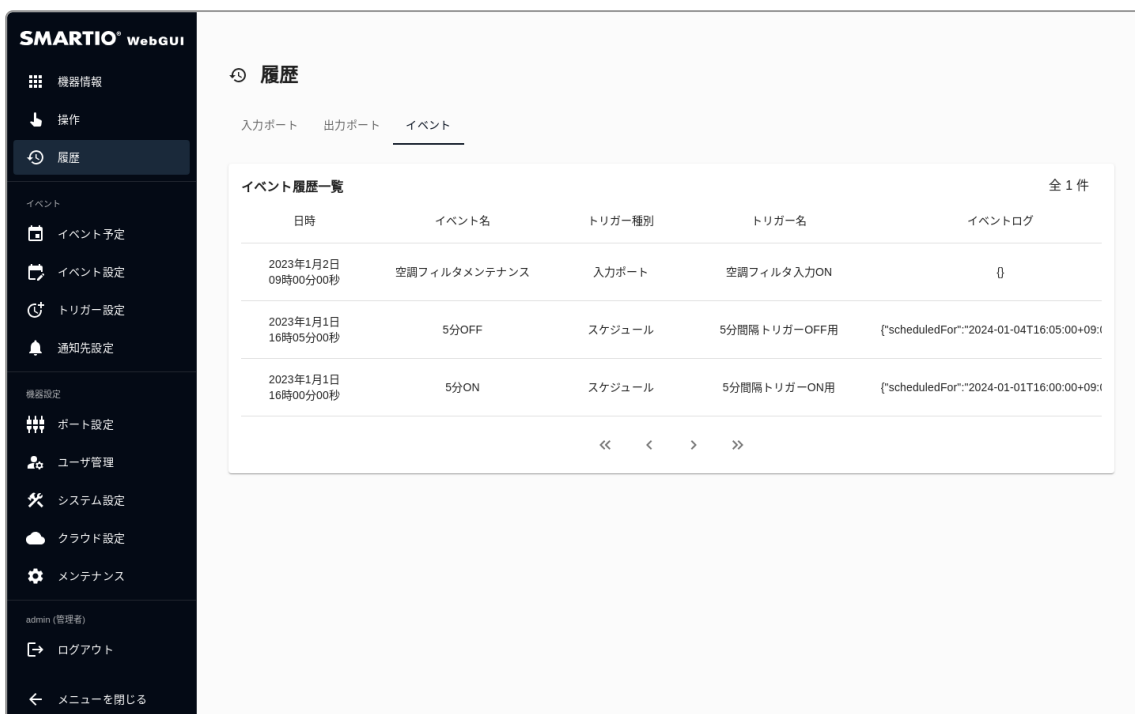 SMARTIO® WebGUI
機器情報
操作
履歴
イベント
イベント予定
イベント設定
トリガー設定
通知先設定
機器設定
ポート設定
ユーザ管理
システム設定
クラウド設定
メンテナンス
admin (管理者)
ログアウト
メニューを閉じる
履歴
入力ポート 出力ポート イベント
イベント履歴一覧 全 1 件
日時 イベント名 トリガー種別 トリガー名 イベントログ
2023年1月2日
09時00分00秒 空調フィルタメンテナンス 入力ポート 空調フィルタ入力ON {}
2023年1月1日
16時05分00秒 5分OFF スケジュール 5分間隔トリガーOFF用 {"scheduledFor":"2024-01-04T16:05:00+09:0
2023年1月1日
16時00分00秒 5分ON スケジュール 5分間隔トリガーON用 {"scheduledFor":"2024-01-01T16:00:00+09:0